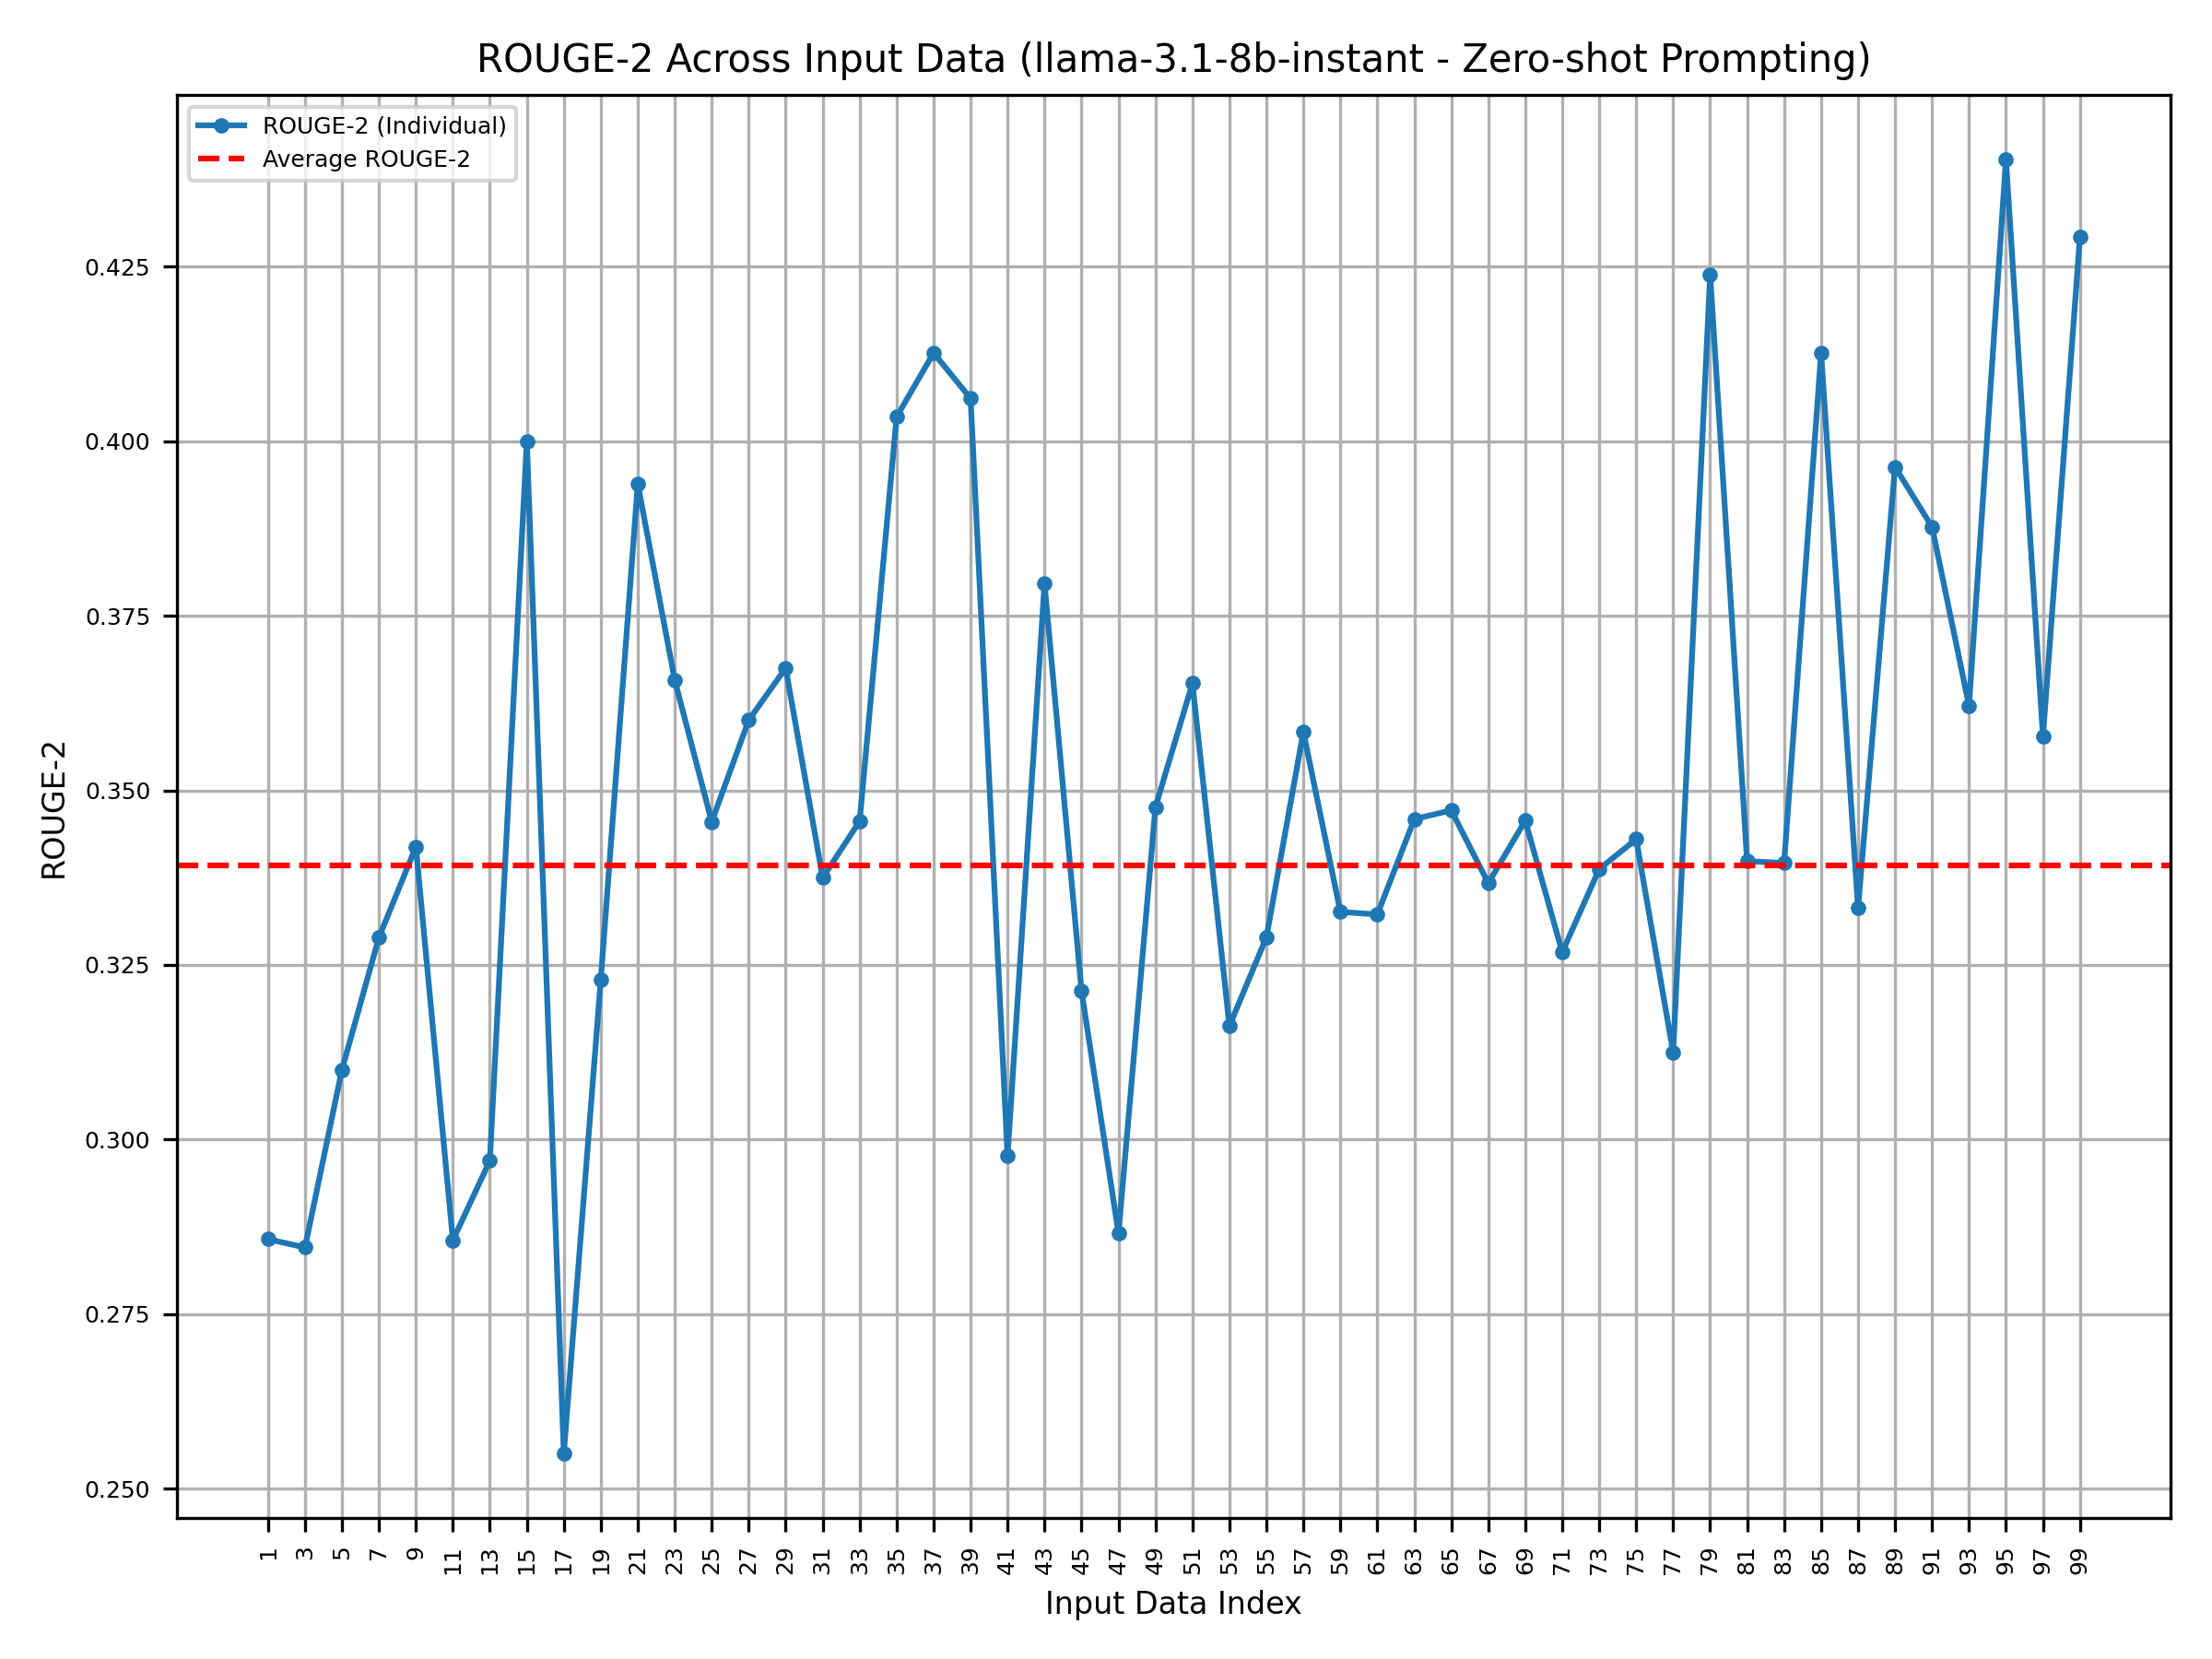 ROUGE-2 Across Input Data (llama-3.1-8b-instant - Zero-shot Prompting)
ROUGE-2 (Individual)
Average ROUGE-2
0.425
0.400
0.375
0.350
0.325
0.300
0.275
0.250
ROUGE-2
1 3 5 7 9 11 13 15 17 19 21 23 25 27 29 31 33 35 37 39 41 43 45 47 49 51 53 55 57 59 61 63 65 67 69 71 73 75 77 79 81 83 85 87 89 91 93 95 97 99
Input Data Index